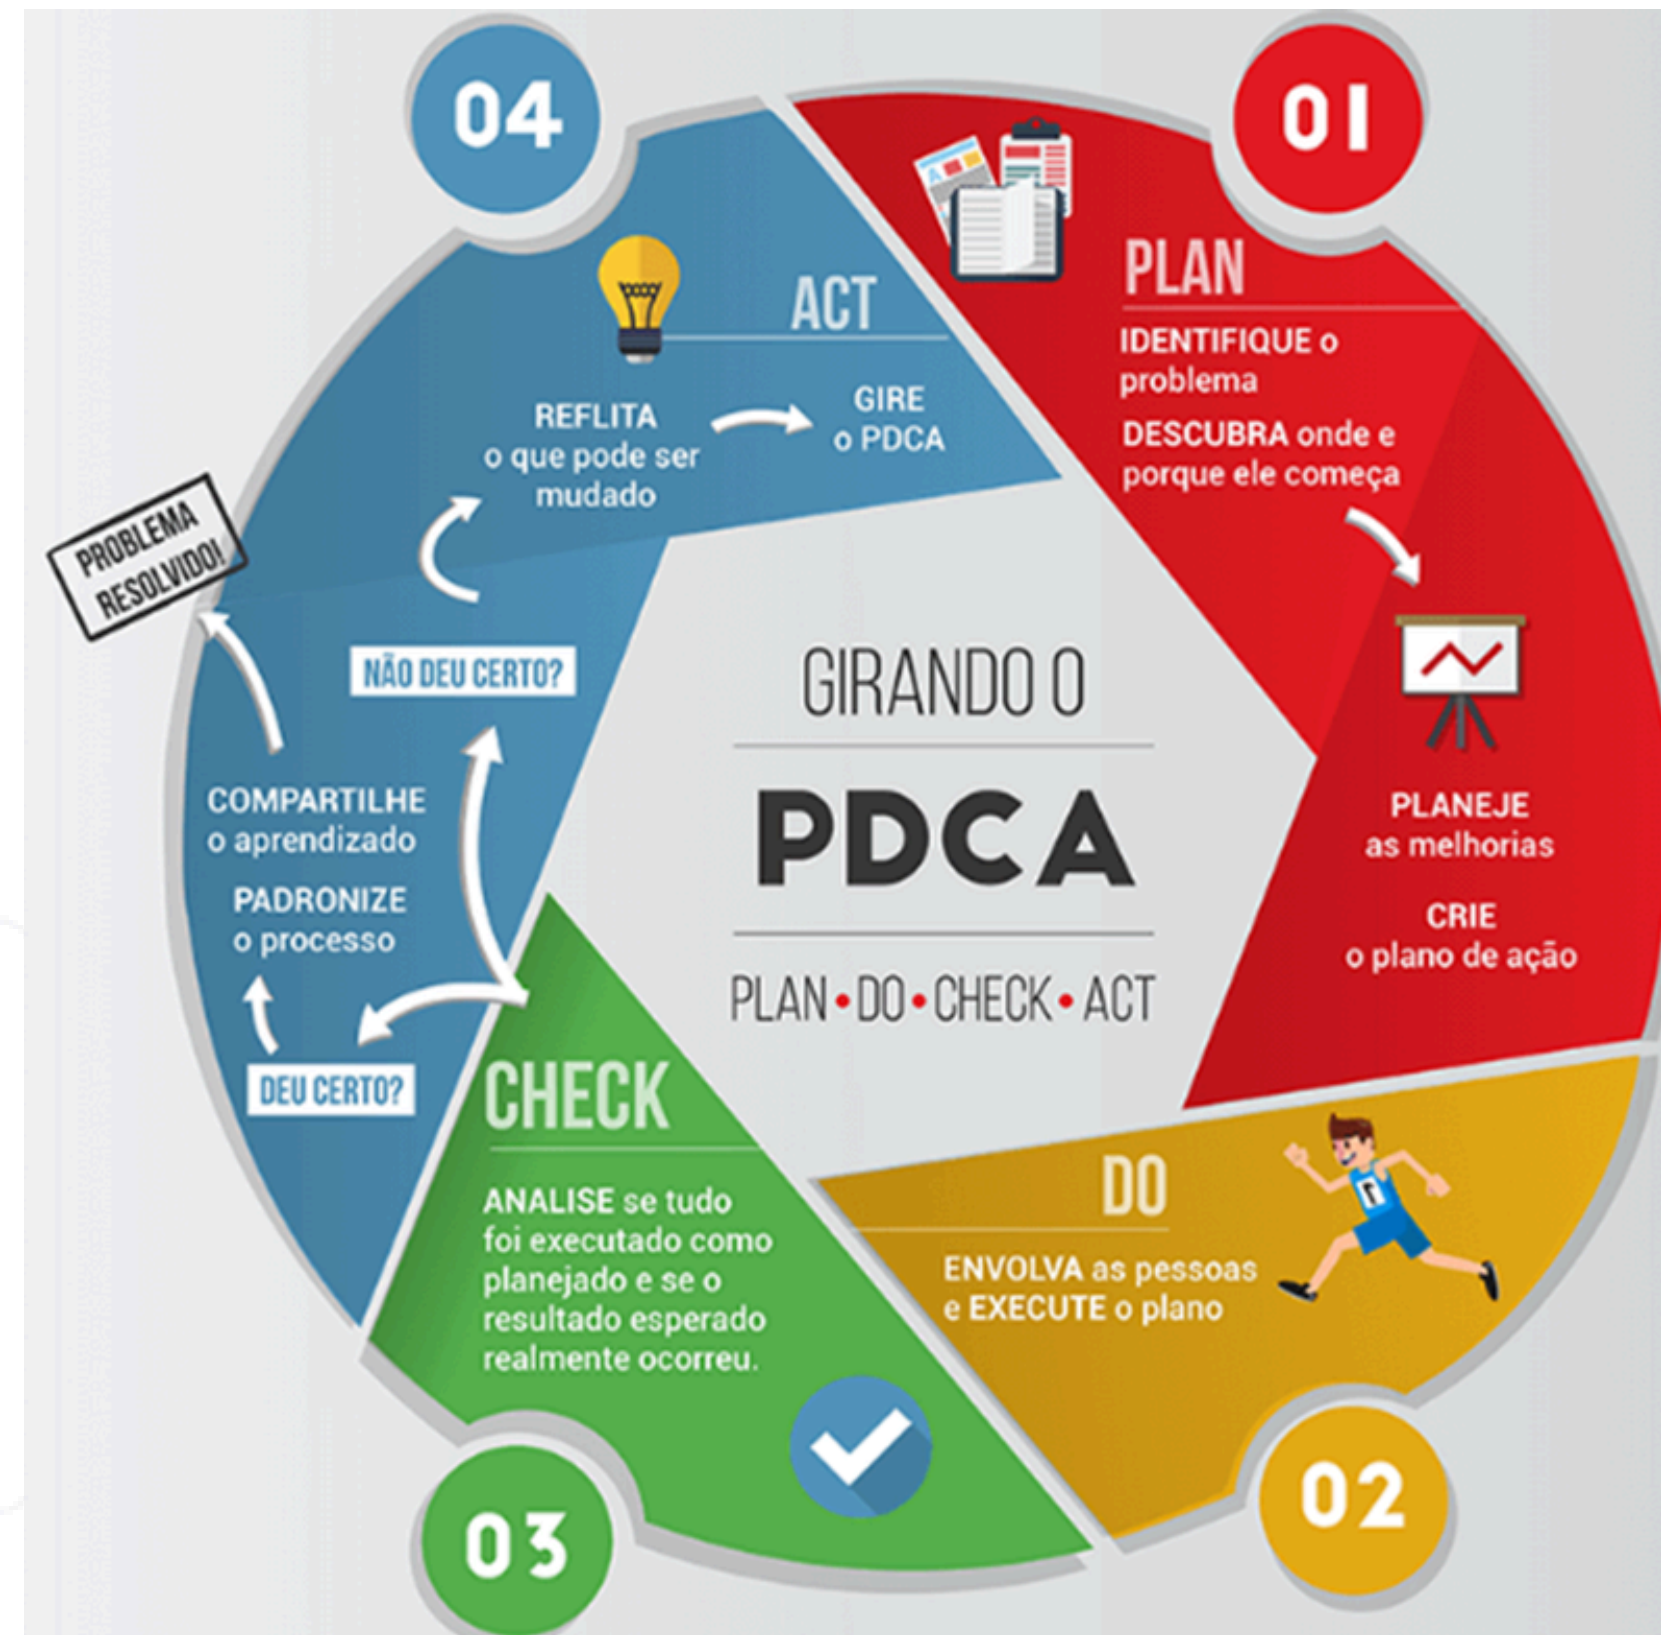 GIRANDO O
PDCA
PLAN • DO • CHECK • ACT
01
PLAN
IDENTIFIQUE o
problema
DESCUBRA onde e
porque ele começa
PLANEJE
as melhorias
CRIE
o plano de ação
02
DO
ENVOLVA as pessoas
e EXECUTE o plano
03
CHECK
ANALISE se tudo
foi executado como
planejado e se o
resultado esperado
realmente ocorreu.
04
ACT
DEU CERTO?
PADRONIZE
o processo
COMPARTILHE
o aprendizado
PROBLEMA
RESOLVIDO!
NÃO DEU CERTO?
REFLITA
o que pode ser
mudado
GIRE
o PDCA